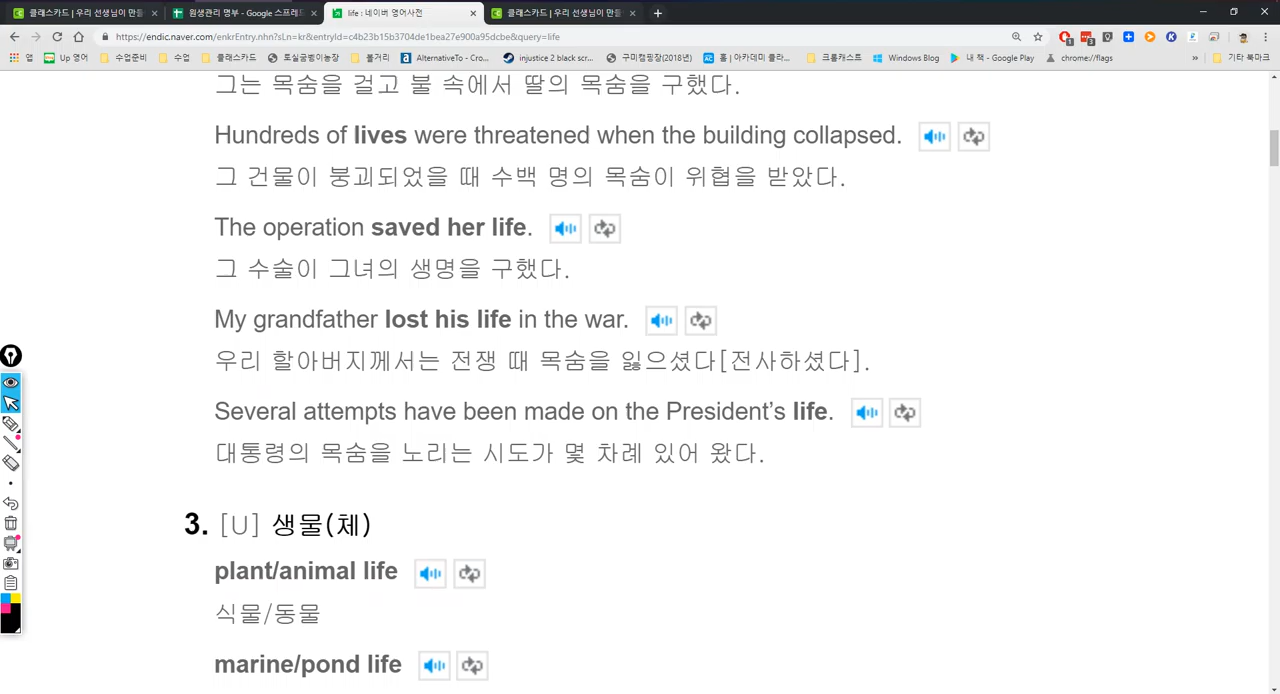 클래스카드 | 우리 선생님이 만들
원생관리 명부 - Google 스프레드
life : 네이버 영어사전
클래스카드 | 우리 선생님이 만들
https://endic.naver.com/enkrEntry.nhn?sLn=kr&entryId=c4b23b15b3704de1bea27e900a95dcbe&query=life
앱
Up 영어
수업준비
수업
클래스카드
토실궁둥이농장
볼거리
AlternativeTo - Cro...
injustice 2 black scr...
구미캠핑장(2018년)
홈 | 아카데미 클라...
크롬캐스트
Windows Blog
내 책 - Google Play
chrome://flags
»
기타 북마크
그는 목숨을 걸고 불 속에서 딸의 목숨을 구했다.
Hundreds of lives were threatened when the building collapsed.
그 건물이 붕괴되었을 때 수백 명의 목숨이 위협을 받았다.
The operation saved her life.
그 수술이 그녀의 생명을 구했다.
My grandfather lost his life in the war.
우리 할아버지께서는 전쟁 때 목숨을 잃으셨다[전사하셨다].
Several attempts have been made on the President’s life.
대통령의 목숨을 노리는 시도가 몇 차례 있어 왔다.
3. [U] 생물(체)
plant/animal life
식물/동물
marine/pond life